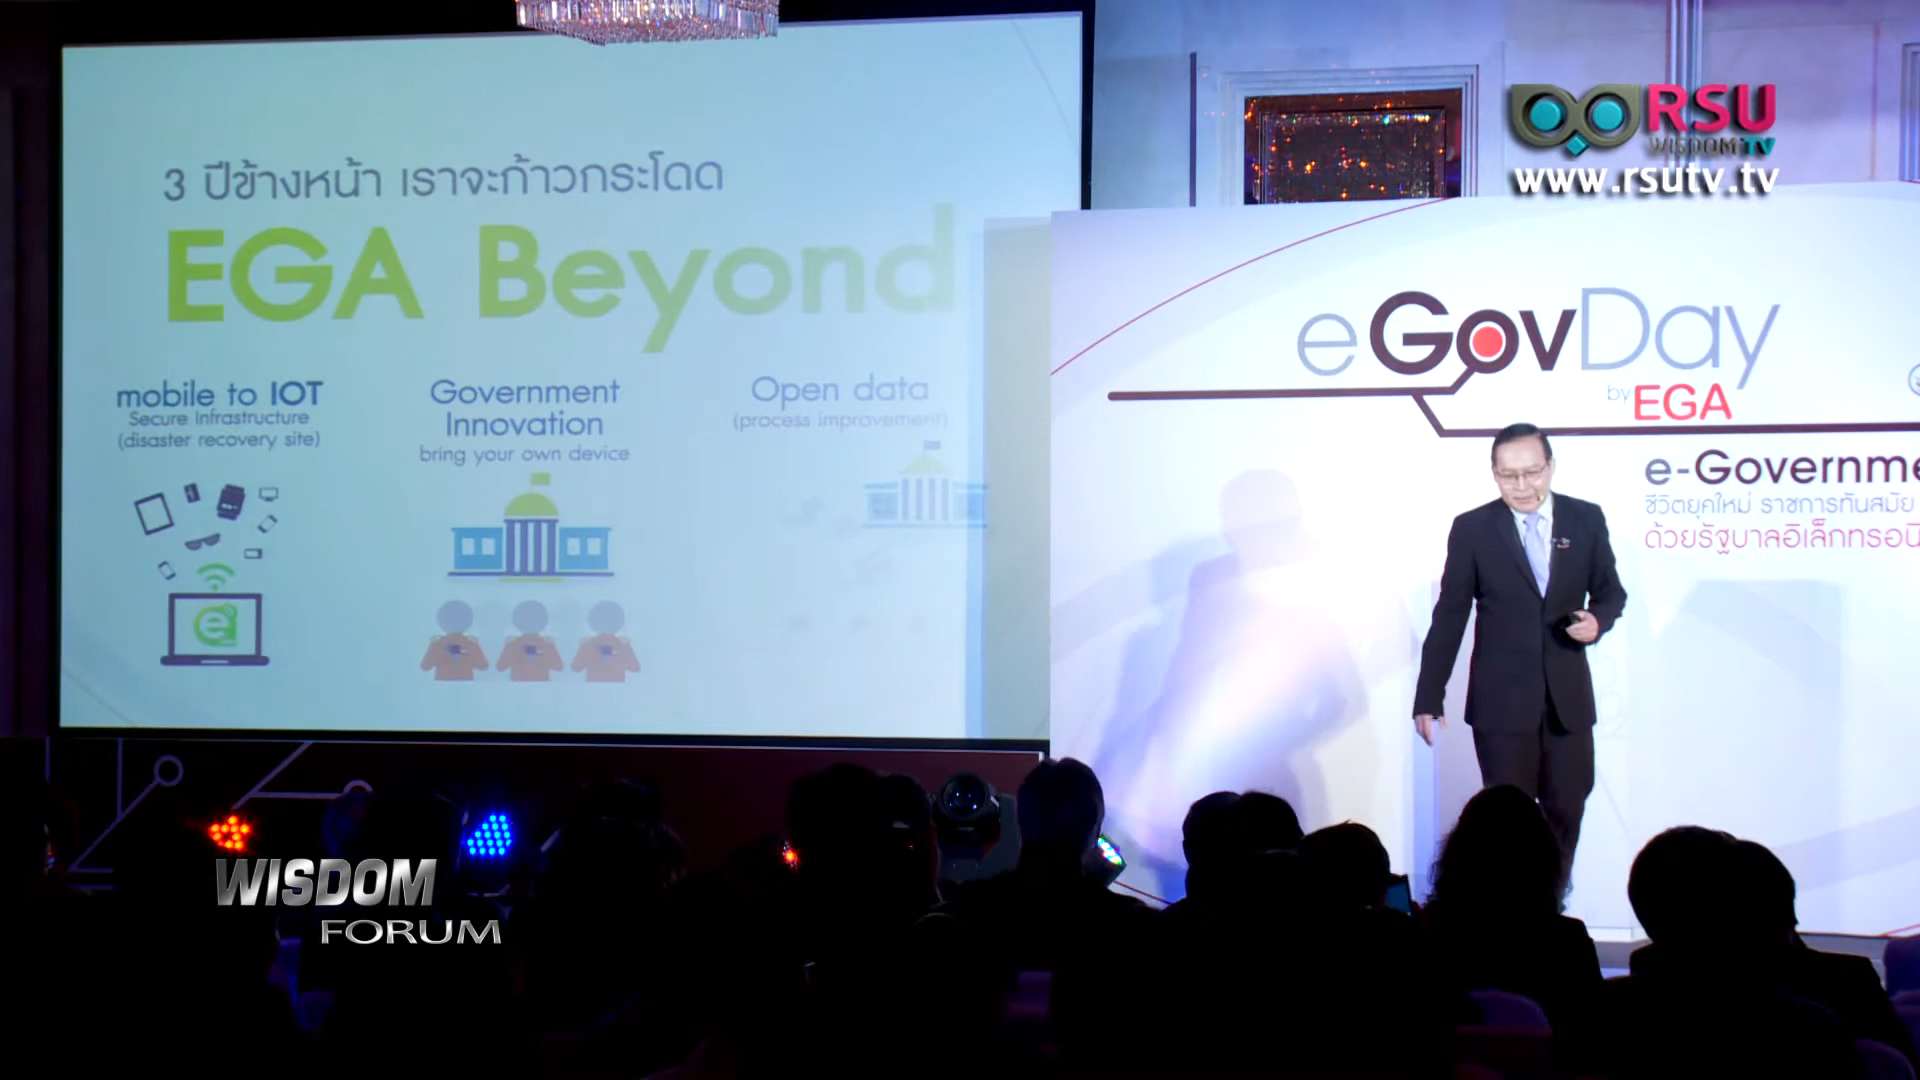 3 ปีข้างหน้า เราจะก้าวกระโดด
EGA Beyond
mobile to IOT
Secure Infrastructure
(disaster recovery site)
Government
Innovation
bring your own device
Open data
(process improvement)
RSU
WISDOM TV
www.rsutv.tv
eGovDay
by EGA
e-Governme
ชีวิตยุคใหม่ ราชการทันสมัย
ด้วยรัฐบาลอิเล็กทรอนิ
WISDOM
FORUM